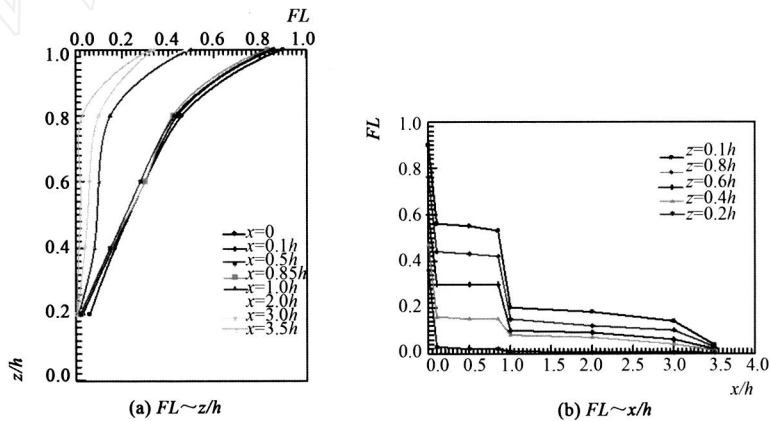 FL
0.0 0.2 0.4 0.6 0.8 1.0
1.0
0.8
0.6
0.4
0.2
0.0
z/h
x=0
x=0.1h
x=0.5h
x=0.85h
x=1.0h
x=2.0h
x=3.0h
x=3.5h
(a) FL～z/h
FL
1.0
0.8
0.6
0.4
0.2
0.0
z=0.1h
z=0.8h
z=0.6h
z=0.4h
z=0.2h
0.0 0.5 1.0 1.5 2.0 2.5 3.0 3.5 4.0
x/h
(b) FL～x/h